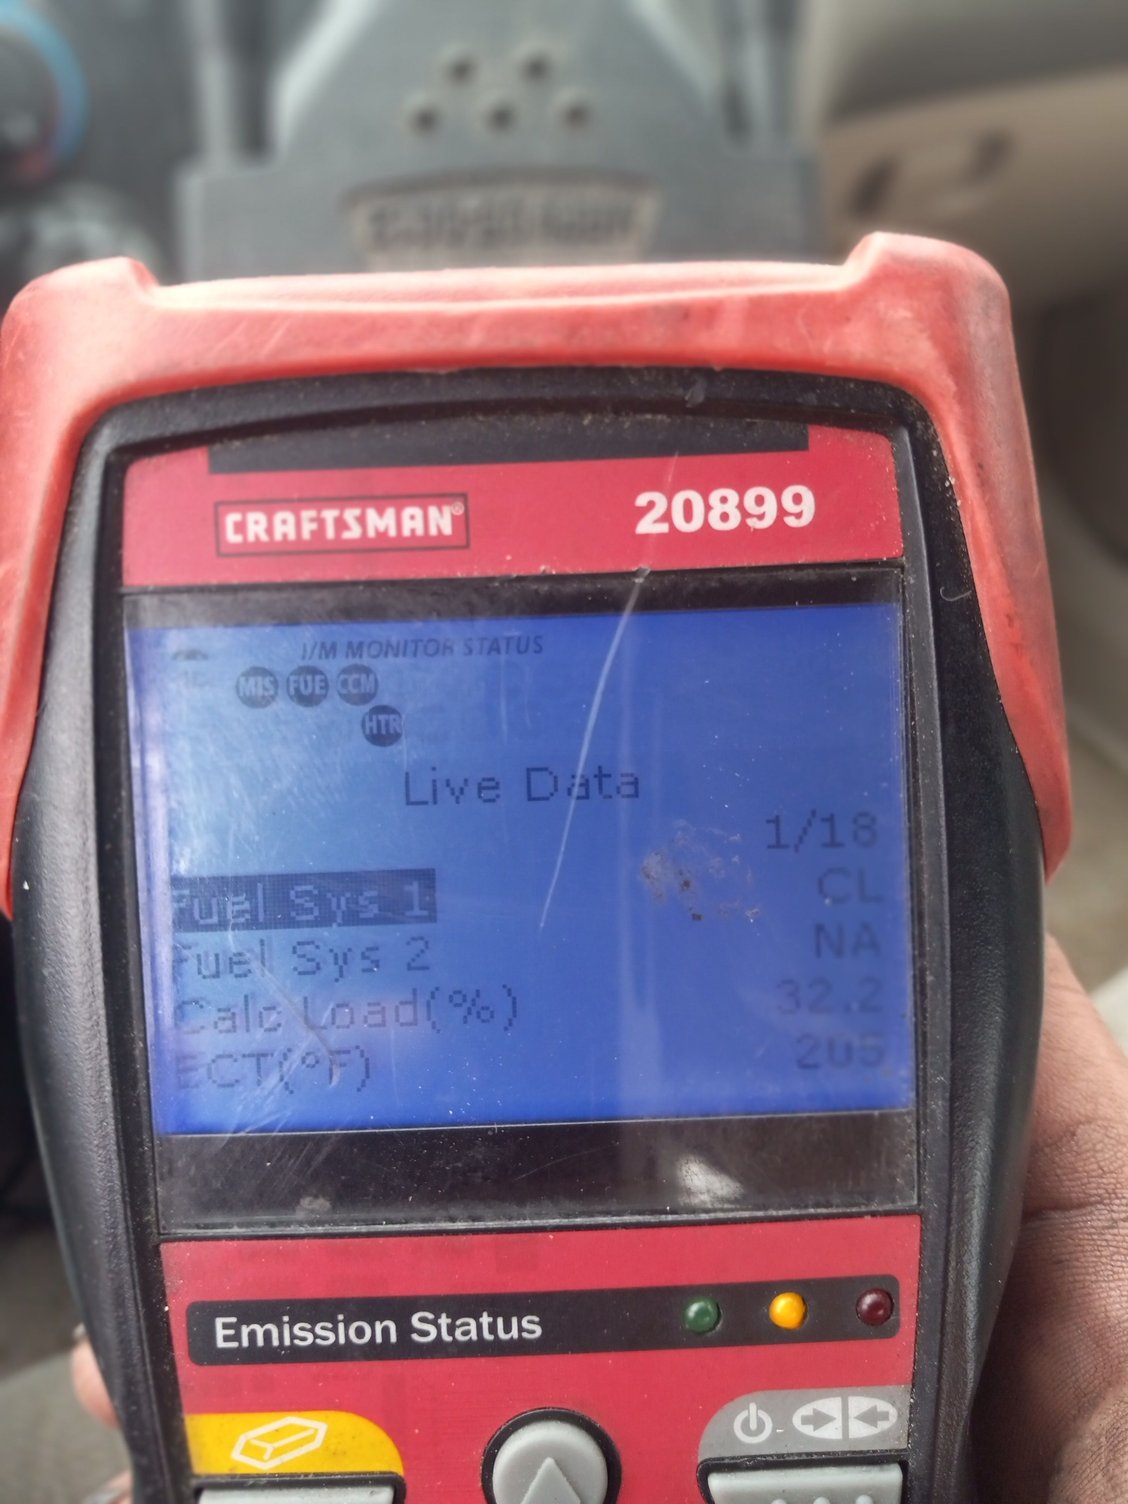 CRAFTSMAN®
20899
I/M MONITOR STATUS
MIS FUE CCM
HTR
Live Data
1/18
Fuel Sys 1 CL
Fuel Sys 2 NA
Calc Load(%) 32.2
ECT(°F) 205
Emission Status